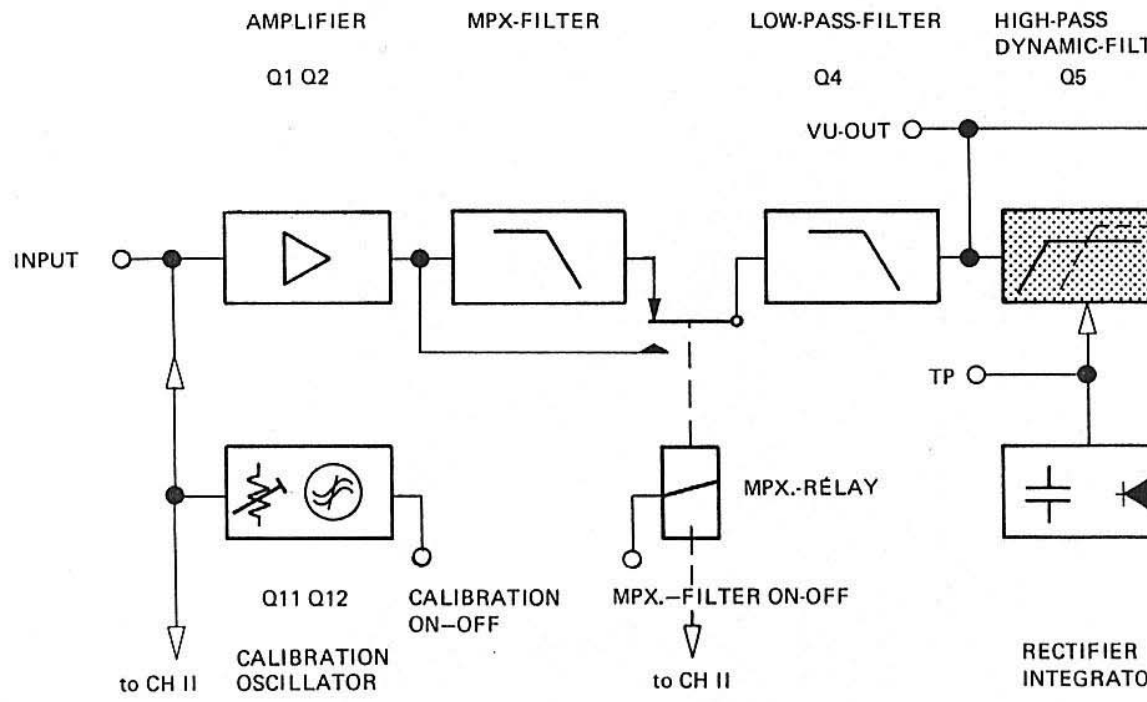 AMPLIFIER
Q1 Q2
MPX-FILTER
LOW-PASS-FILTER
Q4
HIGH-PASS
DYNAMIC-FILT
Q5
VU-OUT
INPUT
TP
MPX.-RELAY
Q11 Q12
CALIBRATION
ON–OFF
MPX.–FILTER ON-OFF
CALIBRATION
OSCILLATOR
to CH II
to CH II
RECTIFIER
INTEGRATO